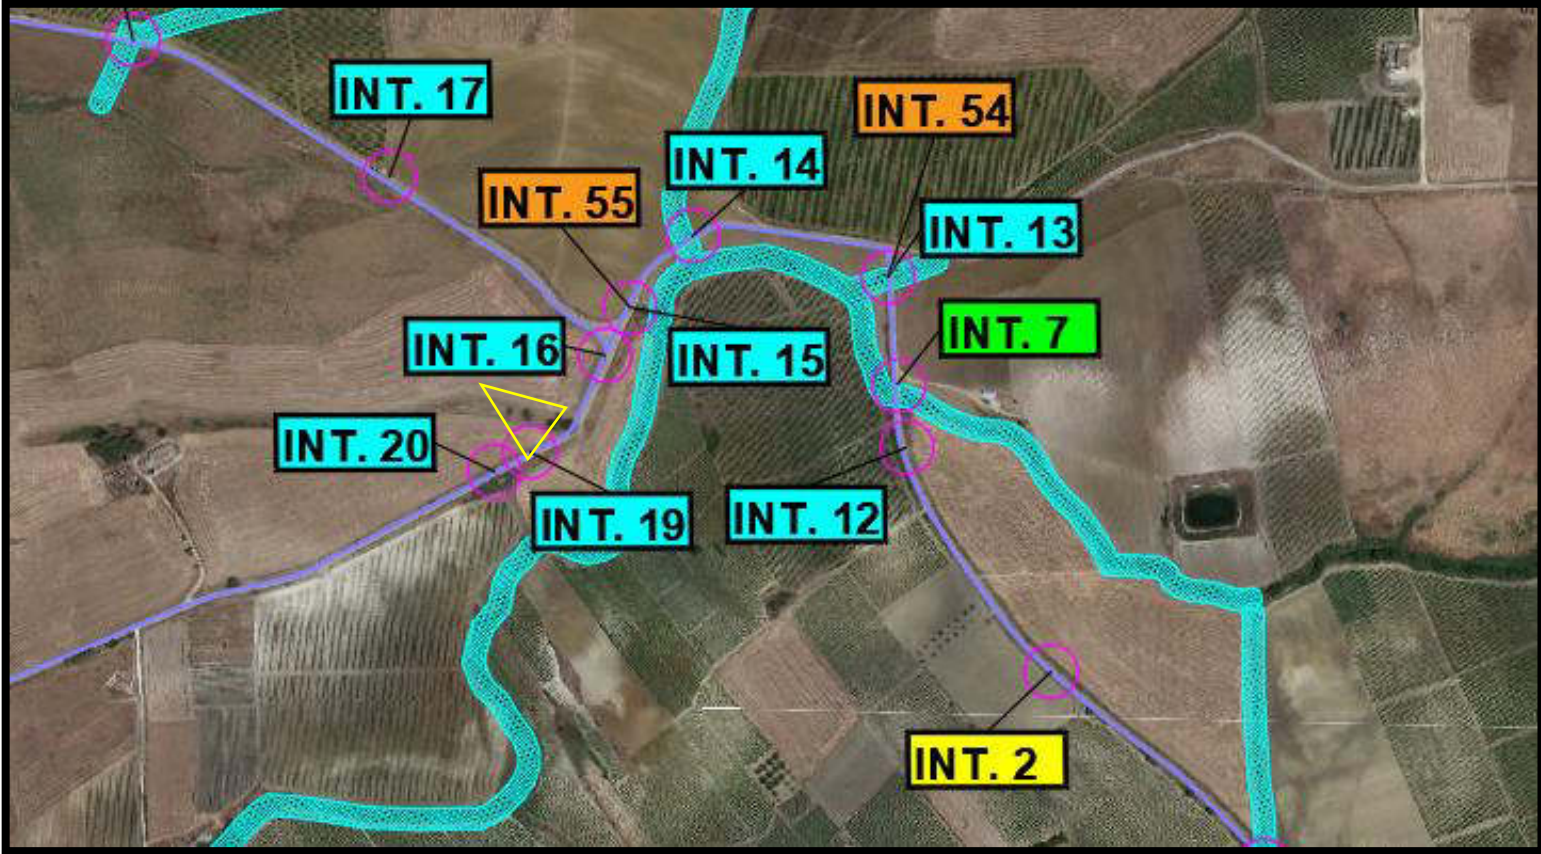 INT. 17
INT. 54
INT. 14
INT. 55
INT. 13
INT. 7
INT. 16
INT. 15
INT. 20
INT. 19
INT. 12
INT. 2